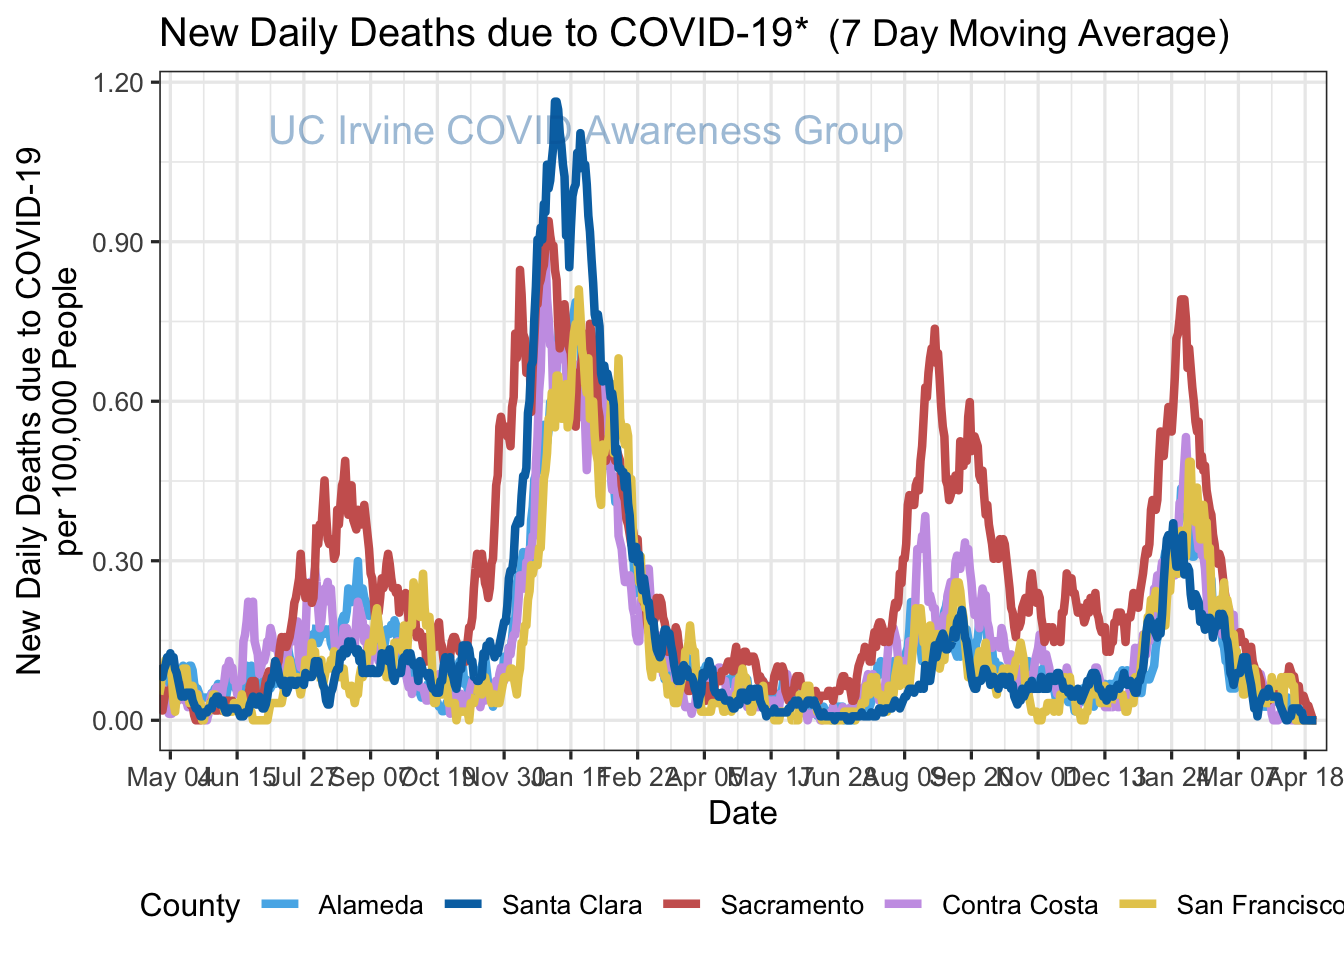 New Daily Deaths due to COVID-19* (7 Day Moving Average)
UC Irvine COVID Awareness Group
New Daily Deaths due to COVID-19
per 100,000 People
1.20
0.90
0.60
0.30
0.00
May 04 Jun 15 Jul 27 Sep 07 Oct 19 Nov 30 Jan 11 Feb 22 Apr 05 May 17 Jun 28 Aug 09 Sep 20 Nov 01 Dec 13 Jan 24 Mar 07 Apr 18
Date
County Alameda Santa Clara Sacramento Contra Costa San Francisco